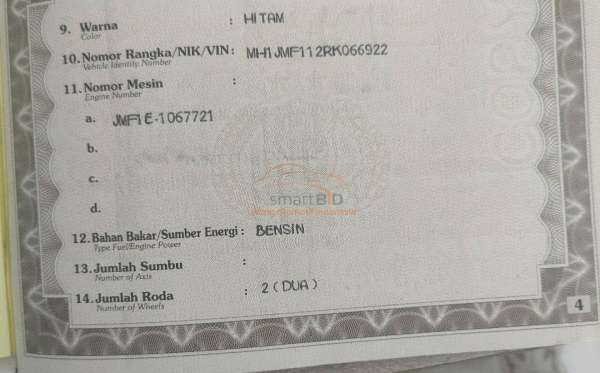 9. Warna : HITAM
Color
10. Nomor Rangka/NIK/VIN : MH1JMF112RK066922
Vehicle Identity Number
11. Nomor Mesin :
Engine Number
a. JMF1E-1067721
b.
c.
d.
smartBID
12. Bahan Bakar/Sumber Energi : BENSIN
Type Fuel/Engine Power
13. Jumlah Sumbu :
Number of Axis
14. Jumlah Roda : 2 (DUA)
Number of Wheels
4